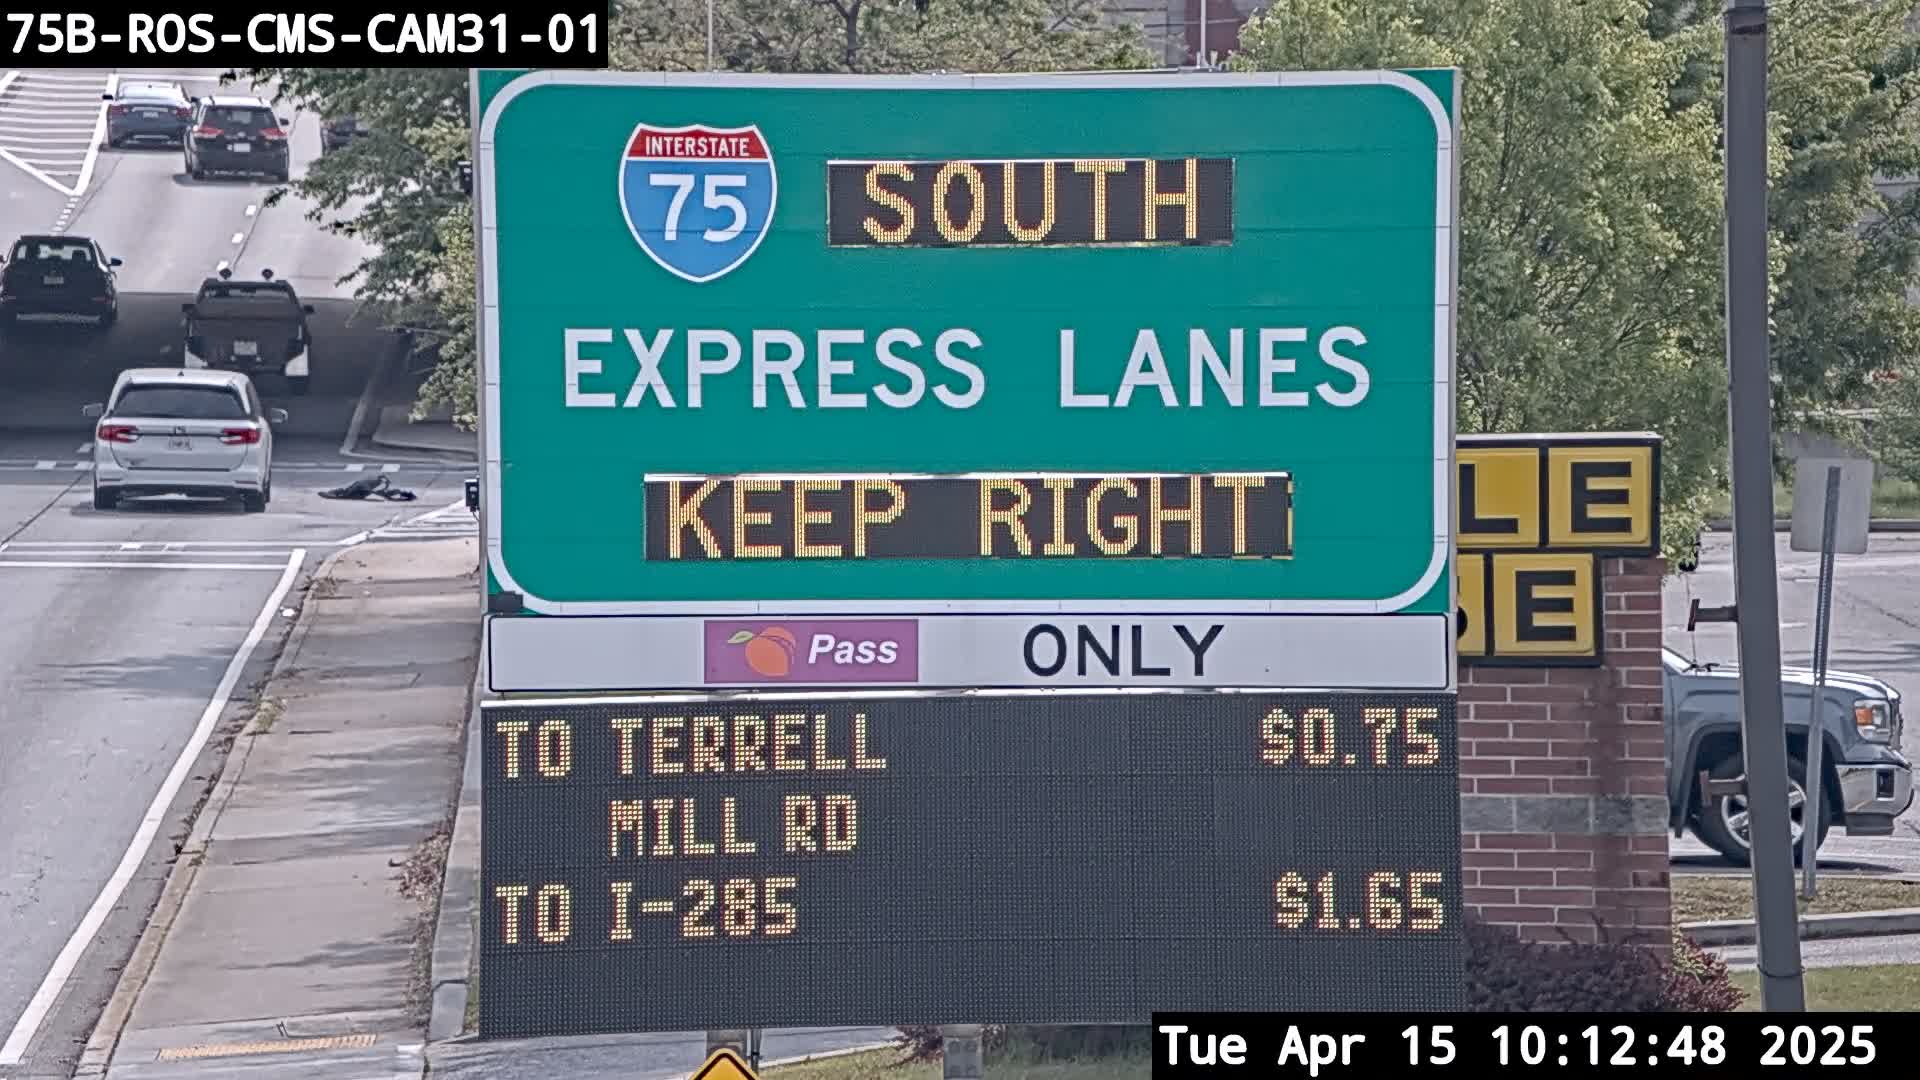 75B-ROS-CMS-CAM31-01
INTERSTATE
75
SOUTH
EXPRESS LANES
KEEP RIGHT
Pass ONLY
TO TERRELL $0.75
MILL RD
TO I-285 $1.65
LE
E
Tue Apr 15 10:12:48 2025